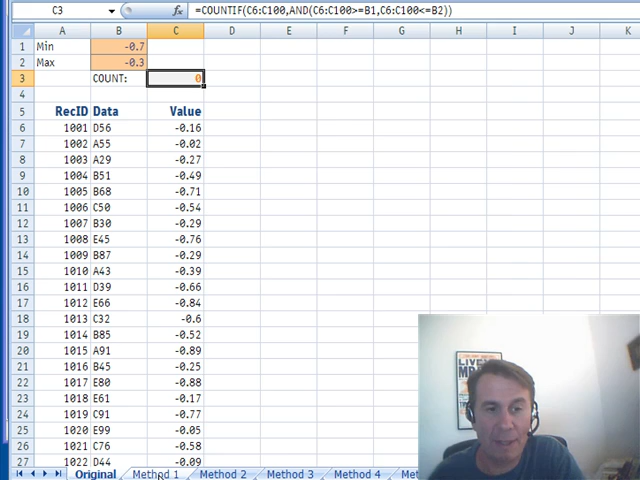 C3 fx =COUNTIF(C6:C100,AND(C6:C100>=B1,C6:C100<=B2))
A B C D E F G H I J K
1 Min -0.7
2 Max -0.3
3 COUNT: 0
4
5 RecID Data Value
6 1001 D56 -0.16
7 1002 A55 -0.02
8 1003 A29 -0.27
9 1004 B51 -0.49
10 1005 B68 -0.71
11 1006 C50 -0.54
12 1007 B30 -0.29
13 1008 E45 -0.76
14 1009 B87 -0.29
15 1010 A43 -0.39
16 1011 D39 -0.66
17 1012 E66 -0.84
18 1013 C32 -0.6
19 1014 B85 -0.52
20 1015 A91 -0.89
21 1016 B45 -0.25
22 1017 E80 -0.88
23 1018 E61 -0.17
24 1019 C91 -0.77
25 1020 E99 -0.05
26 1021 C76 -0.58
27 1022 D44 -0.09
Original Method 1 Method 2 Method 3 Method 4